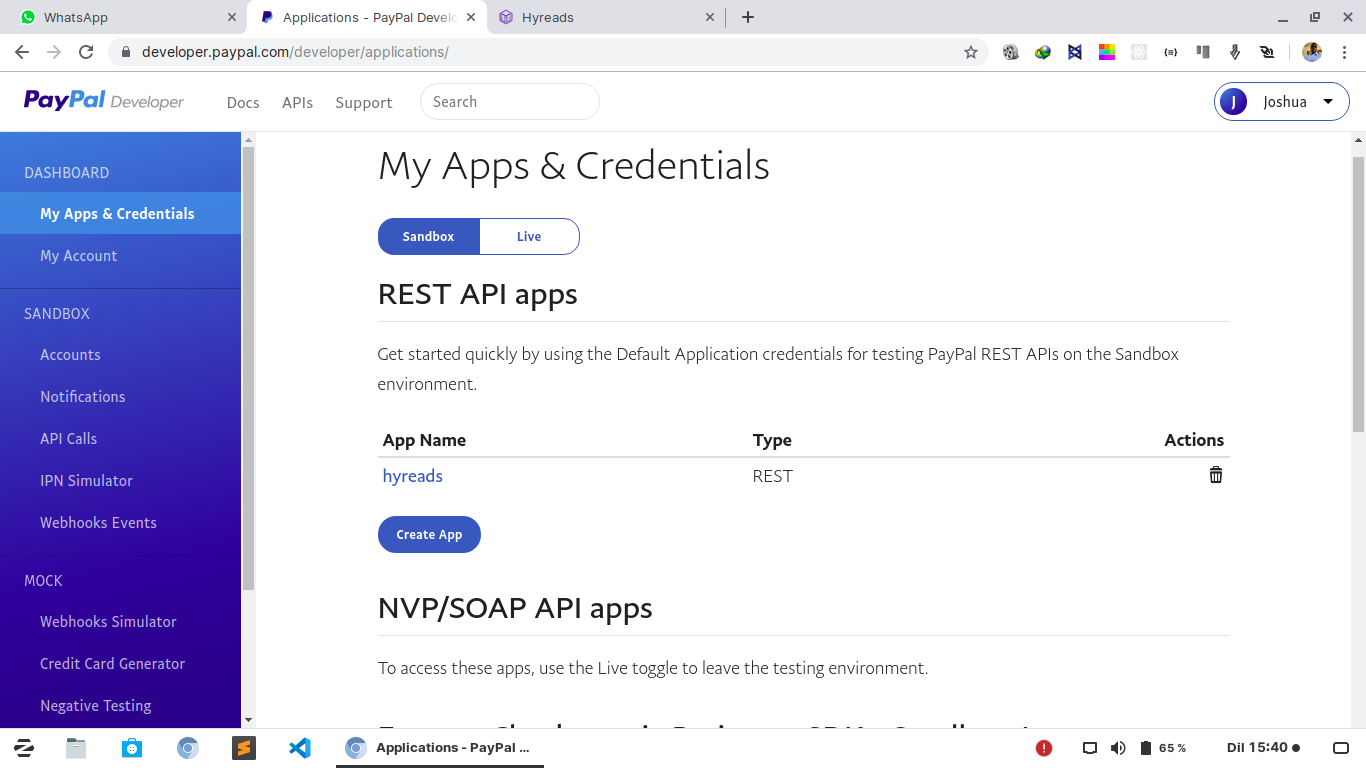 WhatsApp
Applications - PayPal Develo
Hyreads
developer.paypal.com/developer/applications/
PayPal Developer
Docs
APIs
Support
Search
J
Joshua
DASHBOARD
My Apps & Credentials
My Account
SANDBOX
Accounts
Notifications
API Calls
IPN Simulator
Webhooks Events
MOCK
Webhooks Simulator
Credit Card Generator
Negative Testing
My Apps & Credentials
Sandbox
Live
REST API apps
Get started quickly by using the Default Application credentials for testing PayPal REST APIs on the Sandbox
environment.
App Name
Type
Actions
hyreads
REST
Create App
NVP/SOAP API apps
To access these apps, use the Live toggle to leave the testing environment.
Applications - PayPal ...
65 %
Dil 15:40